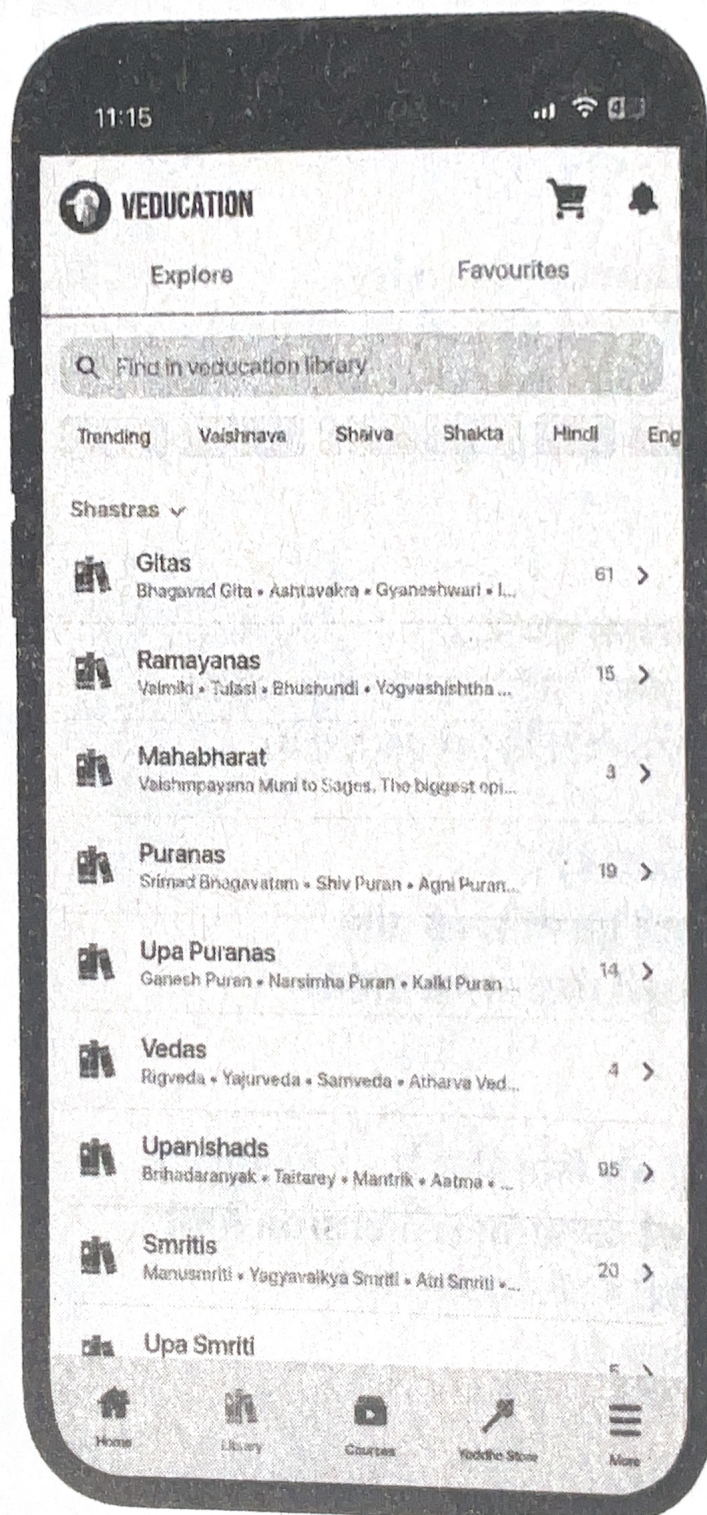 11:15
VEDUCATION
Explore Favourites
Find in veducation library
Trending Vaishnava Shaiva Shakta Hindi Eng
Shastras
Gitas
61
Bhagavad Gita • Ashtavakra • Gyaneshwari • I...
Ramayanas
15
Valmiki • Tulasi • Bhushundi • Yogvashishtha ...
Mahabharat
3
Vaishmpayana Muni to Sages. The biggest epi...
Puranas
19
Srimad Bhagavatam • Shiv Puran • Agni Puran...
Upa Puranas
14
Ganesh Puran • Narsimha Puran • Kalki Puran ...
Vedas
4
Rigveda • Yajurveda • Samveda • Atharva Ved...
Upanishads
95
Brihadaranyak • Taitarey • Mantrik • Aatma • ...
Smritis
20
Manusmriti • Yagyavalkya Smriti • Atri Smriti •...
Upa Smriti
Home Library Courses Yoddha Store More